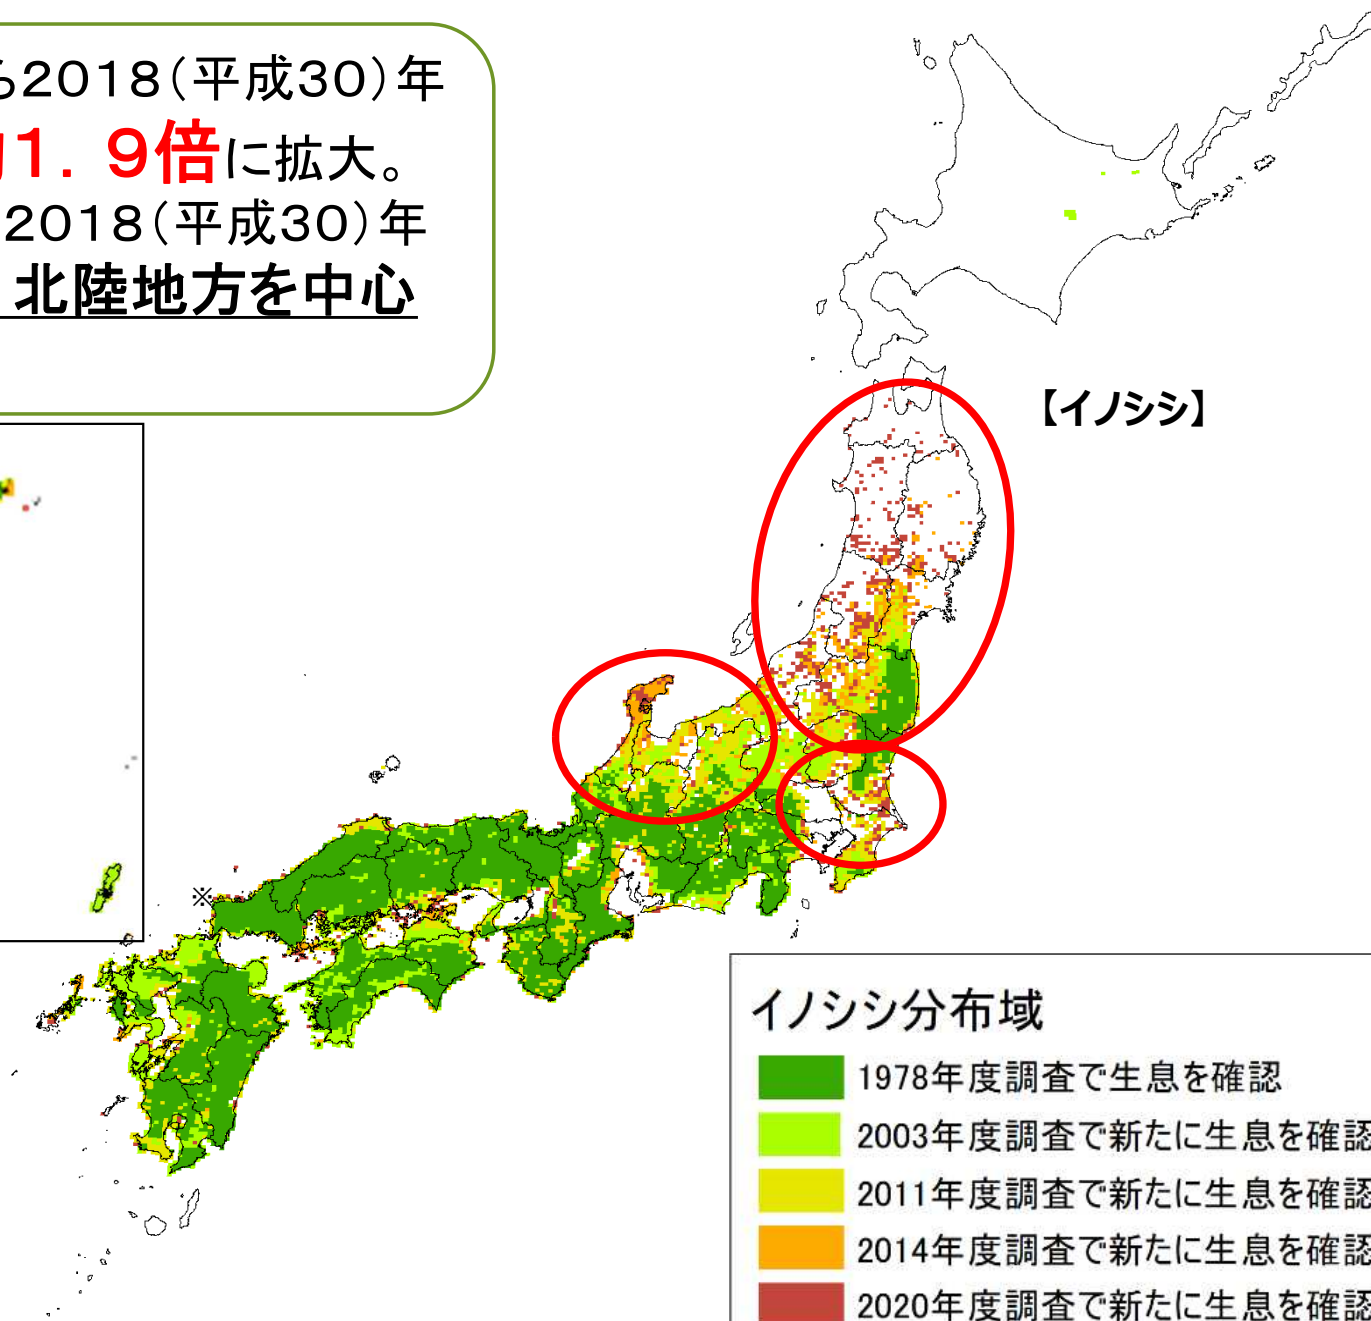 ら2018(平成30)年
1.9倍に拡大。
2018(平成30)年
北陸地方を中心
【イノシシ】
※
イノシシ分布域
1978年度調査で生息を確認
2003年度調査で新たに生息を確認
2011年度調査で新たに生息を確認
2014年度調査で新たに生息を確認
2020年度調査で新たに生息を確認